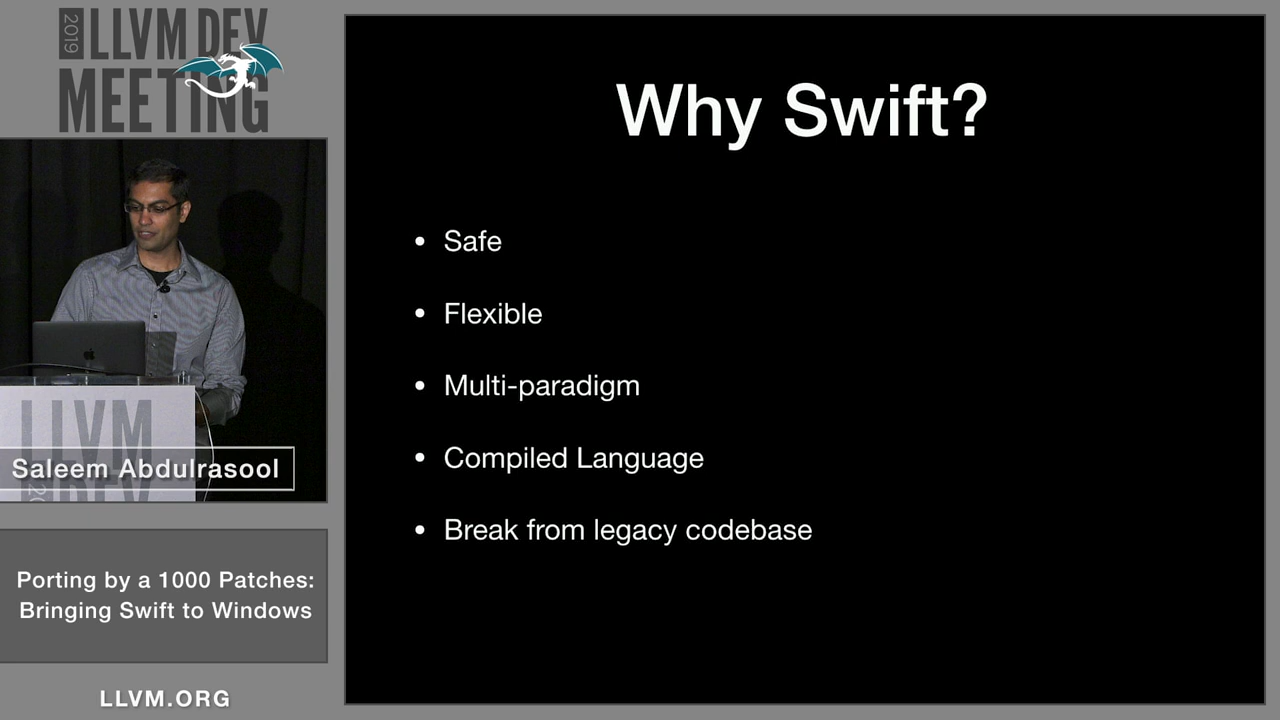 2019
LLVM DEV
MEETING
Why Swift?
• Safe
• Flexible
• Multi-paradigm
• Compiled Language
• Break from legacy codebase
LLVM
Saleem Abdulrasool
Porting by a 1000 Patches:
Bringing Swift to Windows
LLVM.ORG